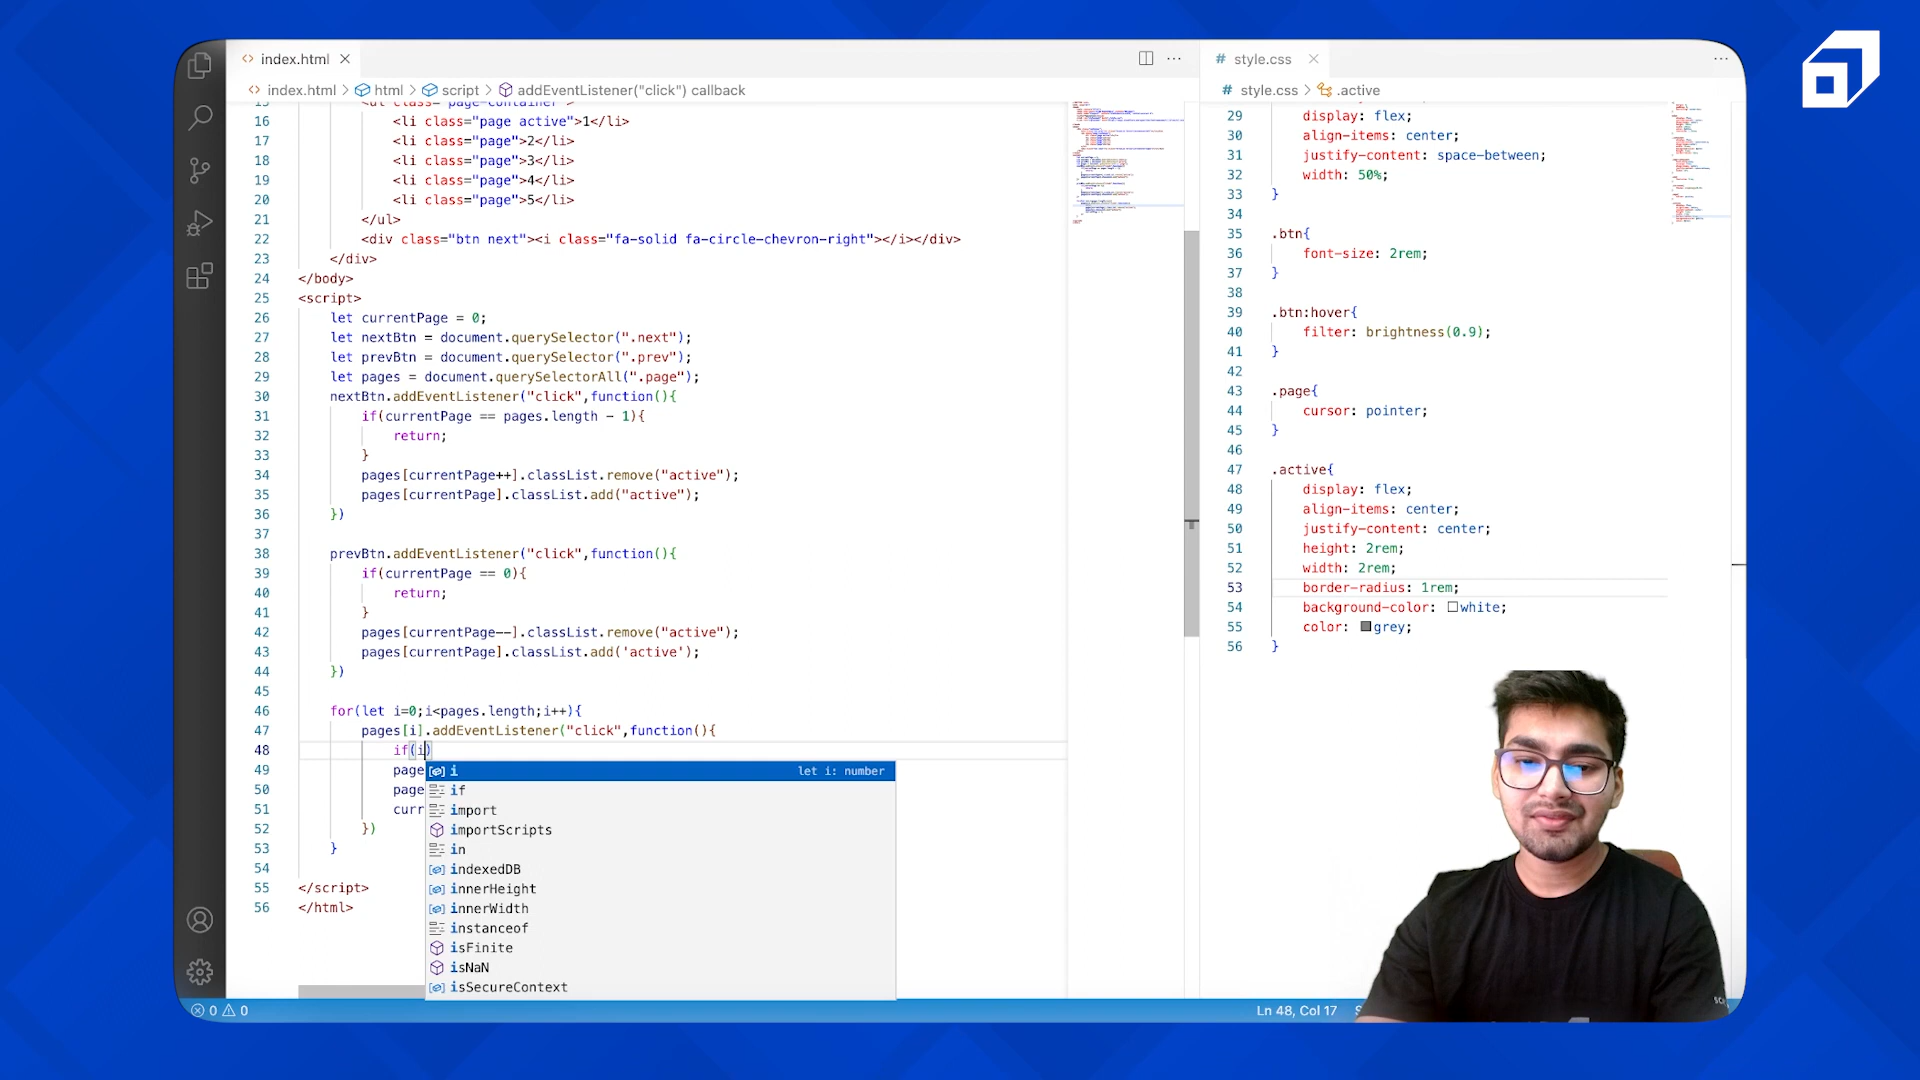 index.html
style.css
index.html > html > script > addEventListener("click") callback
style.css > .active
15 <ul class="page-container">
16 <li class="page active">1</li>
17 <li class="page">2</li>
18 <li class="page">3</li>
19 <li class="page">4</li>
20 <li class="page">5</li>
21 </ul>
22 <div class="btn next"><i class="fa-solid fa-circle-chevron-right"></i></div>
23 </div>
24 </body>
25 <script>
26 let currentPage = 0;
27 let nextBtn = document.querySelector(".next");
28 let prevBtn = document.querySelector(".prev");
29 let pages = document.querySelectorAll(".page");
30 nextBtn.addEventListener("click",function(){
31 if(currentPage == pages.length - 1){
32 return;
33 }
34 pages[currentPage++].classList.remove("active");
35 pages[currentPage].classList.add("active");
36 })
37
38 prevBtn.addEventListener("click",function(){
39 if(currentPage == 0){
40 return;
41 }
42 pages[currentPage--].classList.remove("active");
43 pages[currentPage].classList.add('active');
44 })
45
46 for(let i=0;i<pages.length;i++){
47 pages[i].addEventListener("click",function(){
48 if(i)
49 page
50 page
51 curr
52 })
53 }
54
55 </script>
56 </html>
i let i: number
if
import
importScripts
in
indexedDB
innerHeight
innerWidth
instanceof
isFinite
isNaN
isSecureContext
29 display: flex;
30 align-items: center;
31 justify-content: space-between;
32 width: 50%;
33 }
34
35 .btn{
36 font-size: 2rem;
37 }
38
39 .btn:hover{
40 filter: brightness(0.9);
41 }
42
43 .page{
44 cursor: pointer;
45 }
46
47 .active{
48 display: flex;
49 align-items: center;
50 justify-content: center;
51 height: 2rem;
52 width: 2rem;
53 border-radius: 1rem;
54 background-color: white;
55 color: grey;
56 }
0 0
Ln 48, Col 17